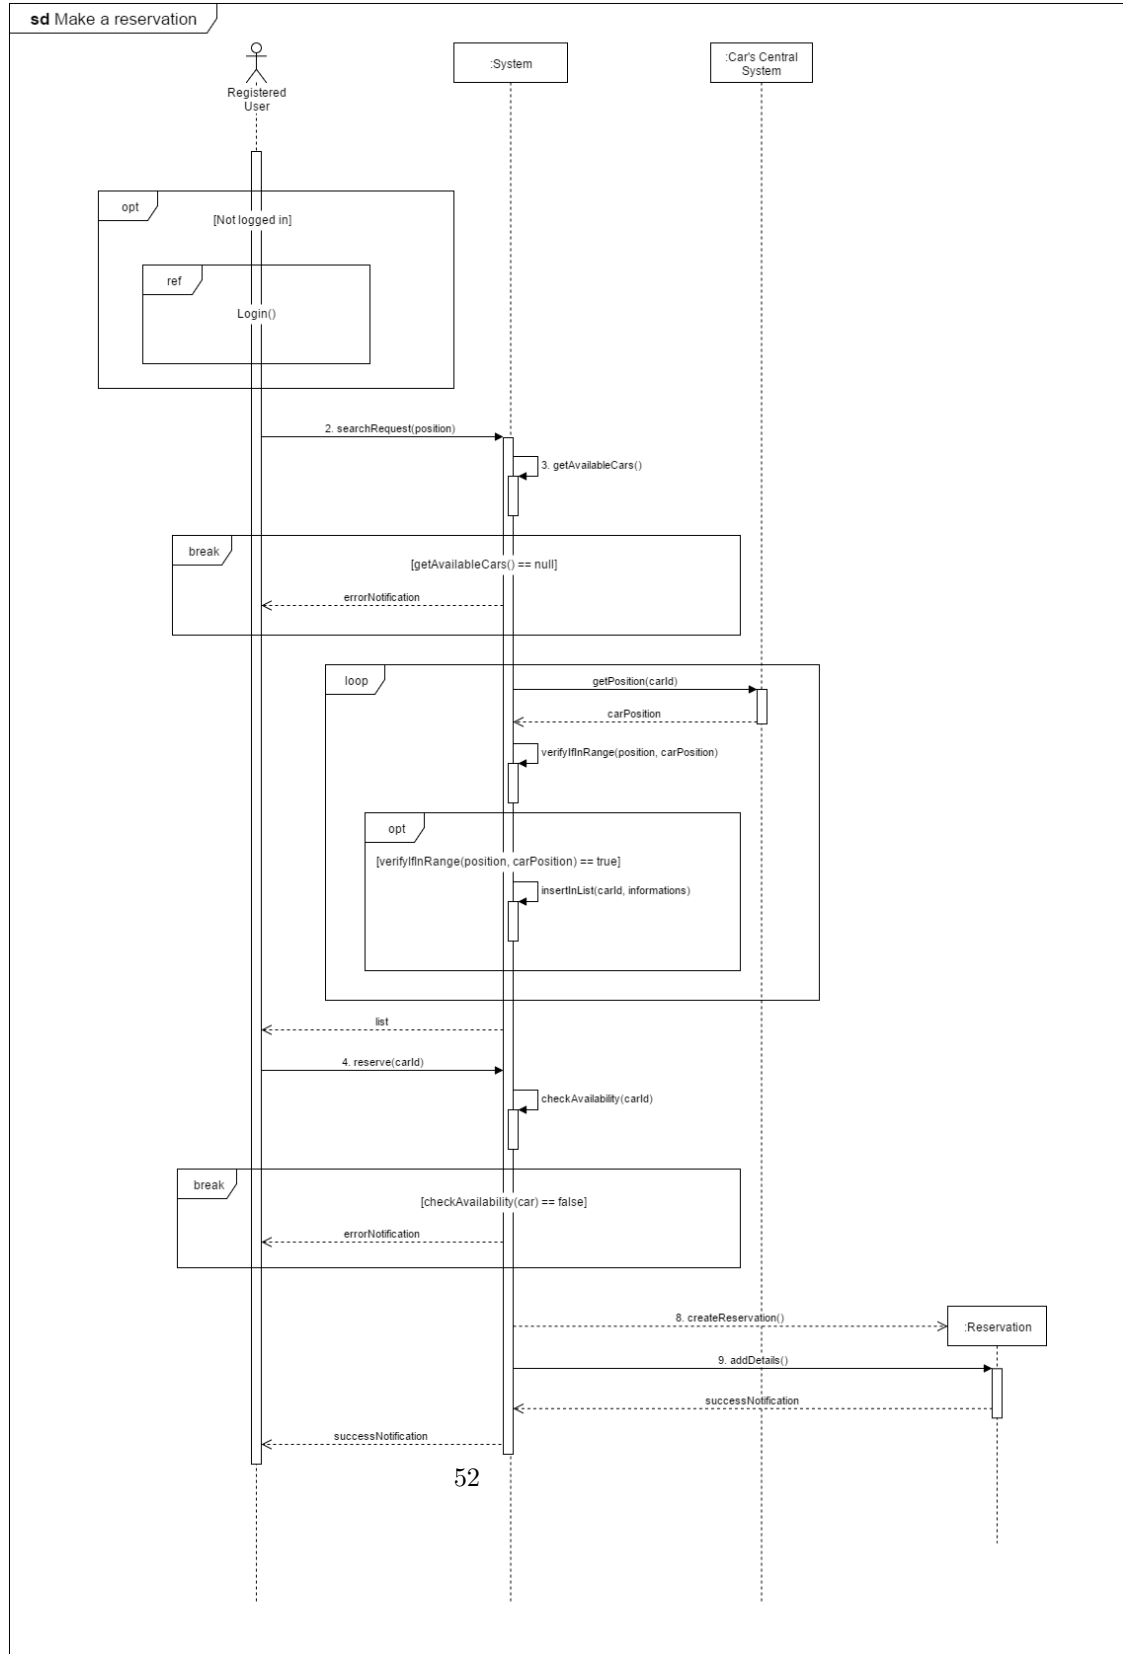 sd Make a reservation
:System
:Car's Central
System
Registered
User
opt
[Not logged in]
ref
Login()
2. searchRequest(position)
3. getAvailableCars()
break
[getAvailableCars() == null]
errorNotification
loop
getPosition(carId)
carPosition
verifyIfInRange(position, carPosition)
opt
[verifyIfInRange(position, carPosition) == true]
insertInList(carId, informations)
list
4. reserve(carId)
checkAvailability(carId)
break
[checkAvailability(car) == false]
errorNotification
8. createReservation()
:Reservation
9. addDetails()
successNotification
successNotification
52